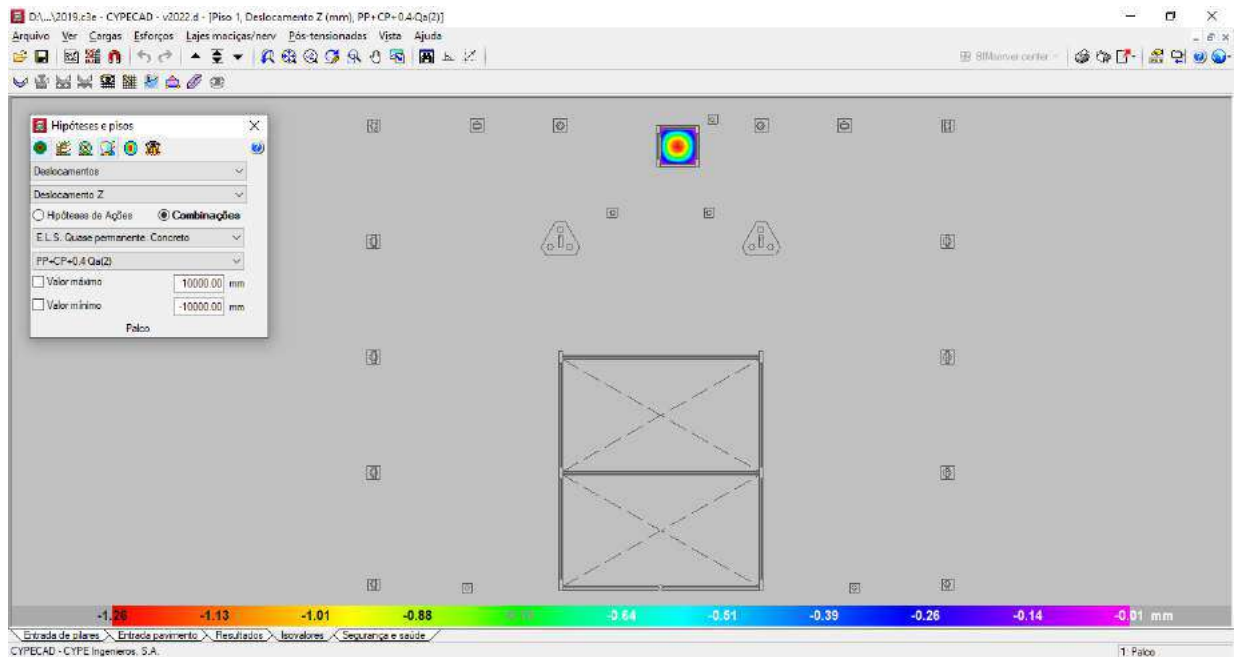 D:\...\2019.c3e - CYPECAD - v2022.d - [Piso 1, Deslocamento Z (mm), PP+CP+0.4·Qa(2)]
Arquivo Ver Cargas Esforços Lajes maciças/nerv Pós-tensionadas Vista Ajuda
BIMserver.center
Hipóteses e pisos
Deslocamentos
Deslocamento Z
Hipóteses de Ações Combinações
E.L.S. Quase permanente. Concreto
PP+CP+0.4·Qa(2)
Valor máximo 10000.00 mm
Valor mínimo -10000.00 mm
Palco
-1.26 -1.13 -1.01 -0.88 -0.64 -0.51 -0.39 -0.26 -0.14 -0.01 mm
Entrada de pilares Entrada pavimento Resultados Isovalores Segurança e saúde
CYPECAD - CYPE Ingenieros, S.A. 1: Palco